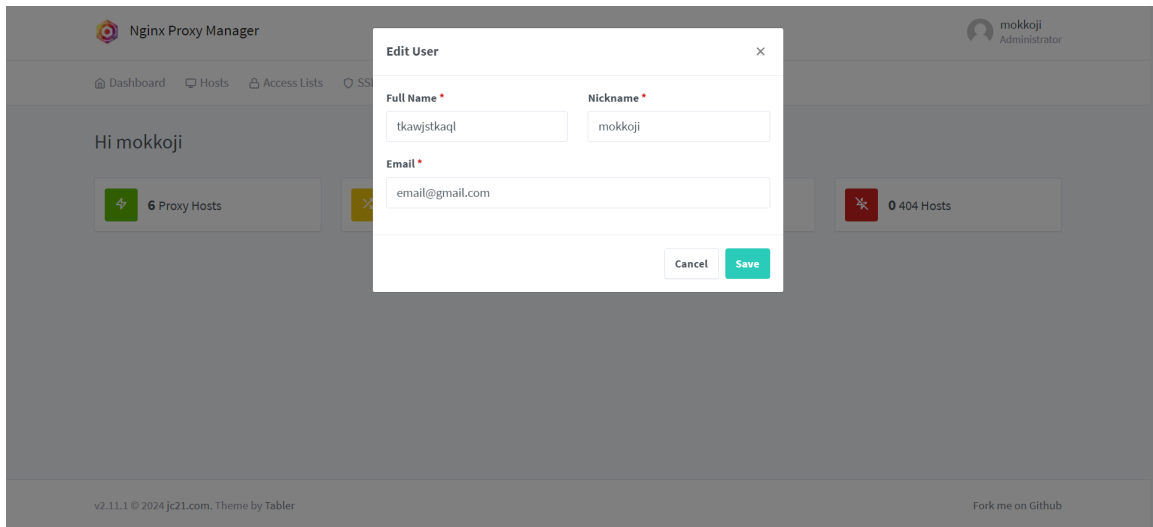 Nginx Proxy Manager
mokkoji
Administrator
Dashboard Hosts Access Lists SSL
Edit User ×
Full Name * Nickname *
tkawjstkaql mokkoji
Email *
email@gmail.com
Cancel Save
Hi mokkoji
6 Proxy Hosts
0 404 Hosts
v2.11.1 © 2024 jc21.com. Theme by Tabler
Fork me on Github